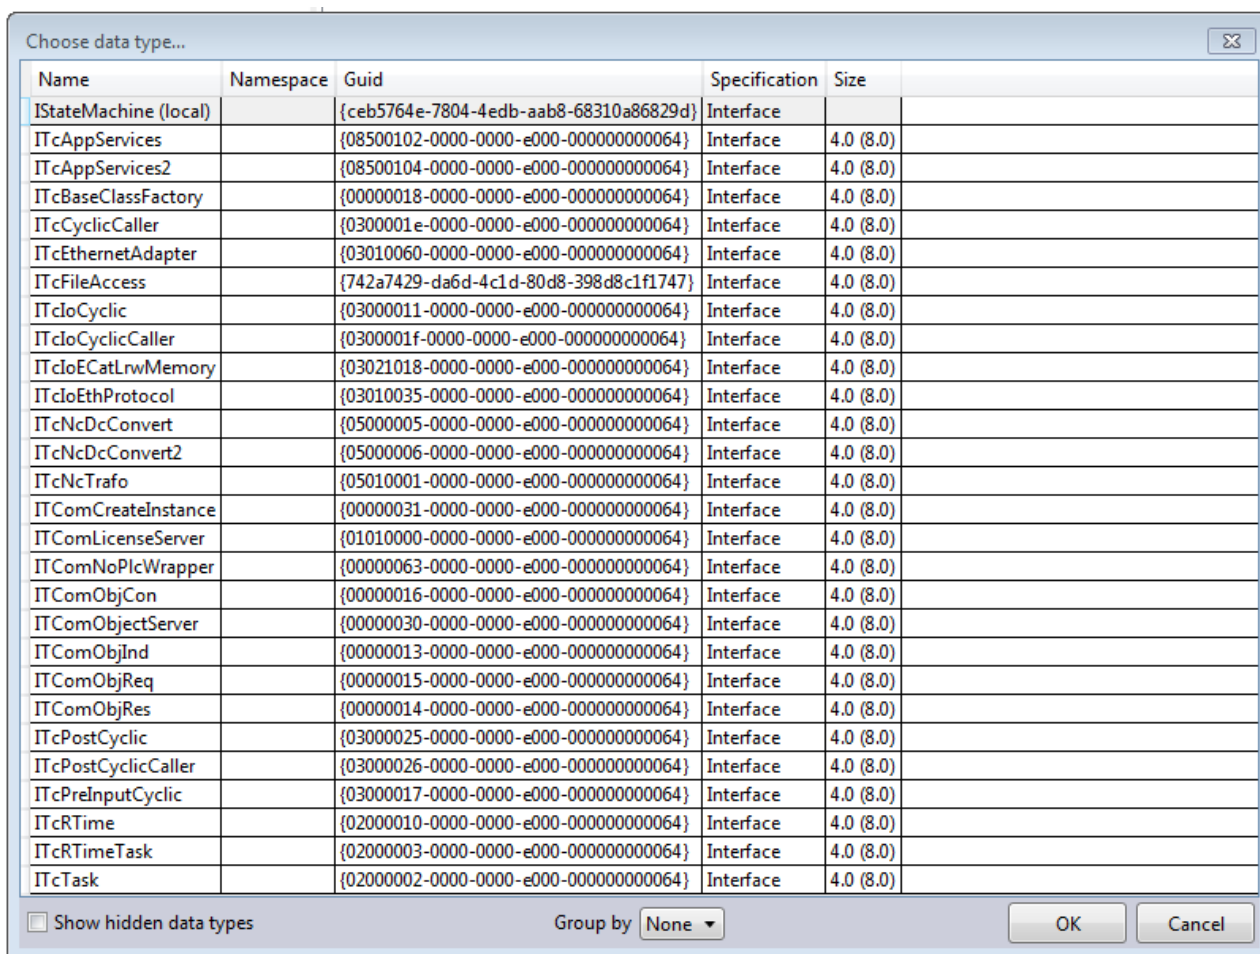 Choose data type...
Name Namespace Guid Specification Size
IStateMachine (local) {ceb5764e-7804-4edb-aab8-68310a86829d} Interface
ITcAppServices {08500102-0000-0000-e000-000000000064} Interface 4.0 (8.0)
ITcAppServices2 {08500104-0000-0000-e000-000000000064} Interface 4.0 (8.0)
ITcBaseClassFactory {00000018-0000-0000-e000-000000000064} Interface 4.0 (8.0)
ITcCyclicCaller {0300001e-0000-0000-e000-000000000064} Interface 4.0 (8.0)
ITcEthernetAdapter {03010060-0000-0000-e000-000000000064} Interface 4.0 (8.0)
ITcFileAccess {742a7429-da6d-4c1d-80d8-398d8c1f1747} Interface 4.0 (8.0)
ITcIoCyclic {03000011-0000-0000-e000-000000000064} Interface 4.0 (8.0)
ITcIoCyclicCaller {0300001f-0000-0000-e000-000000000064} Interface 4.0 (8.0)
ITcIoECatLrwMemory {03021018-0000-0000-e000-000000000064} Interface 4.0 (8.0)
ITcIoEthProtocol {03010035-0000-0000-e000-000000000064} Interface 4.0 (8.0)
ITcNcDcConvert {05000005-0000-0000-e000-000000000064} Interface 4.0 (8.0)
ITcNcDcConvert2 {05000006-0000-0000-e000-000000000064} Interface 4.0 (8.0)
ITcNcTrafo {05010001-0000-0000-e000-000000000064} Interface 4.0 (8.0)
ITComCreateInstance {00000031-0000-0000-e000-000000000064} Interface 4.0 (8.0)
ITComLicenseServer {01010000-0000-0000-e000-000000000064} Interface 4.0 (8.0)
ITComNoPlcWrapper {00000063-0000-0000-e000-000000000064} Interface 4.0 (8.0)
ITComObjCon {00000016-0000-0000-e000-000000000064} Interface 4.0 (8.0)
ITComObjectServer {00000030-0000-0000-e000-000000000064} Interface 4.0 (8.0)
ITComObjInd {00000013-0000-0000-e000-000000000064} Interface 4.0 (8.0)
ITComObjReq {00000015-0000-0000-e000-000000000064} Interface 4.0 (8.0)
ITComObjRes {00000014-0000-0000-e000-000000000064} Interface 4.0 (8.0)
ITcPostCyclic {03000025-0000-0000-e000-000000000064} Interface 4.0 (8.0)
ITcPostCyclicCaller {03000026-0000-0000-e000-000000000064} Interface 4.0 (8.0)
ITcPreInputCyclic {03000017-0000-0000-e000-000000000064} Interface 4.0 (8.0)
ITcRTime {02000010-0000-0000-e000-000000000064} Interface 4.0 (8.0)
ITcRTimeTask {02000003-0000-0000-e000-000000000064} Interface 4.0 (8.0)
ITcTask {02000002-0000-0000-e000-000000000064} Interface 4.0 (8.0)
Show hidden data types Group by None OK Cancel